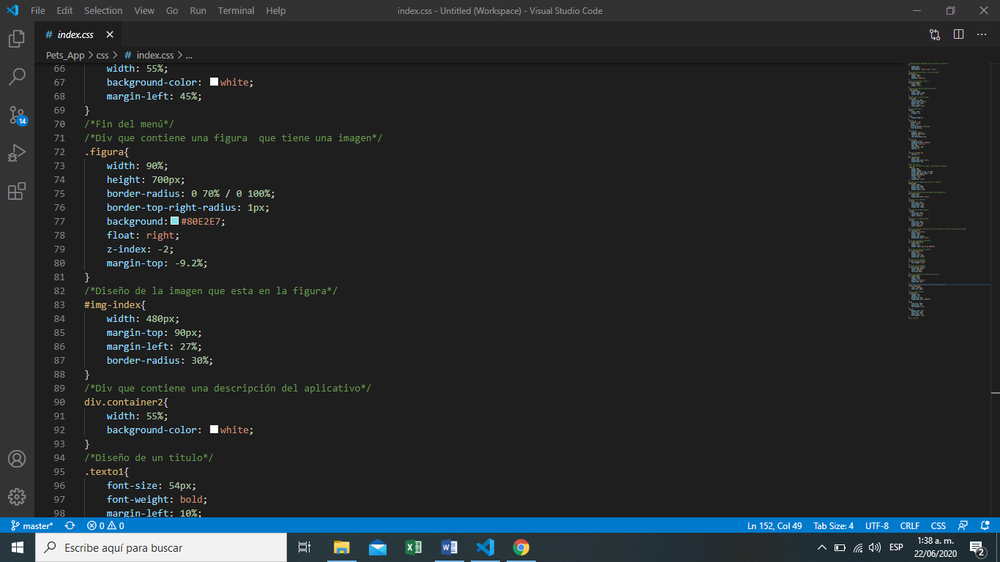 File Edit Selection View Go Run Terminal Help index.css - Untitled (Workspace) - Visual Studio Code
# index.css
Pets_App > css > # index.css > ...
66 width: 55%;
67 background-color: white;
68 margin-left: 45%;
69 }
70 /*Fin del menú*/
71 /*Div que contiene una figura  que tiene una imagen*/
72 .figura{
73 width: 90%;
74 height: 700px;
75 border-radius: 0 70% / 0 100%;
76 border-top-right-radius: 1px;
77 background: #80E2E7;
78 float: right;
79 z-index: -2;
80 margin-top: -9.2%;
81 }
82 /*Diseño de la imagen que esta en la figura*/
83 #img-index{
84 width: 480px;
85 margin-top: 90px;
86 margin-left: 27%;
87 border-radius: 30%;
88 }
89 /*Div que contiene una descripción del aplicativo*/
90 div.container2{
91 width: 55%;
92 background-color: white;
93 }
94 /*Diseño de un titulo*/
95 .texto1{
96 font-size: 54px;
97 font-weight: bold;
98 margin-left: 10%;
14
master* 0 0 Ln 152, Col 49 Tab Size: 4 UTF-8 CRLF CSS
Escribe aquí para buscar
ESP
1:38 a. m.
22/06/2020
2